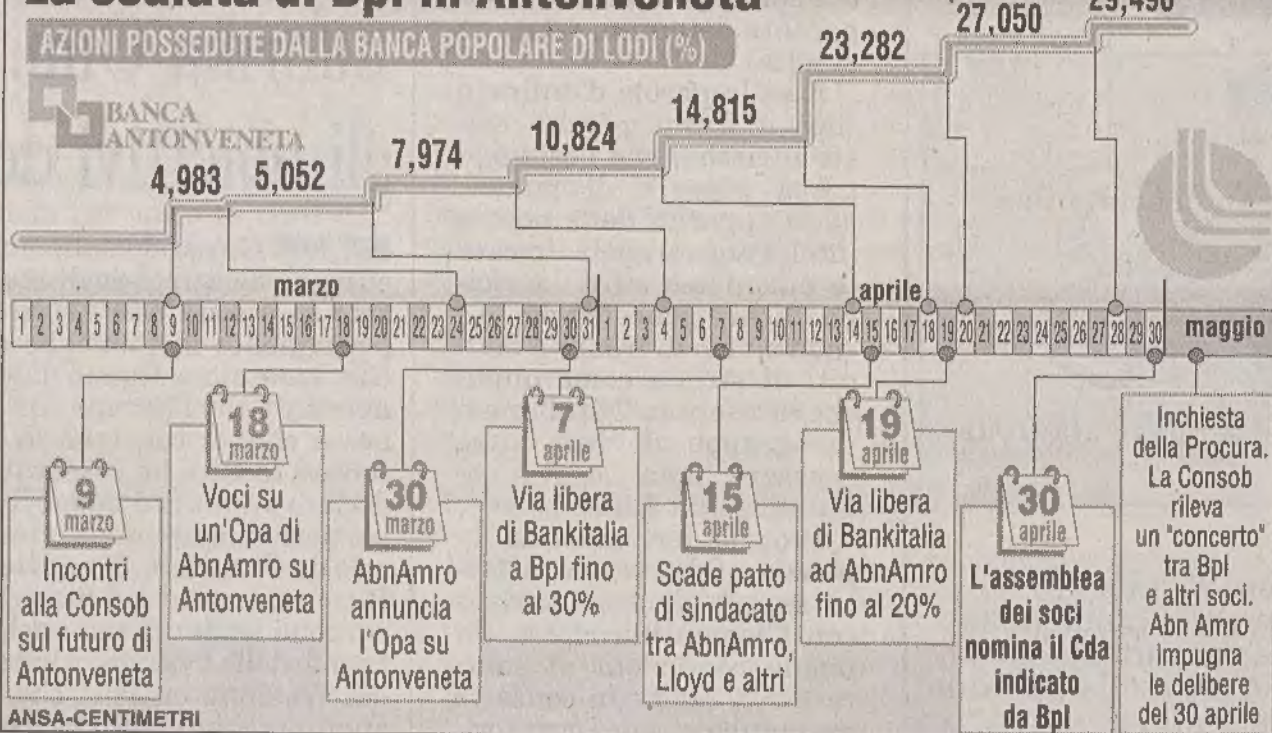 La scalata di Bpl in Antonveneta
AZIONI POSSEDUTE DALLA BANCA POPOLARE DI LODI (%)
BANCA
ANTONVENETA
4,983
5,052
7,974
10,824
14,815
23,282
27,050
29,490
marzo
aprile
1 2 3 4 5 6 7 8 9 10 11 12 13 14 15 16 17 18 19 20 21 22 23 24 25 26 27 28 29 30 31 1 2 3 4 5 6 7 8 9 10 11 12 13 14 15 16 17 18 19 20 21 22 23 24 25 26 27 28 29 30
maggio
9
marzo
Incontri
alla Consob
sul futuro di
Antonveneta
18
marzo
Voci su
un'Opa di
AbnAmro su
Antonveneta
30
marzo
AbnAmro
annuncia
l'Opa su
Antonveneta
7
aprile
Via libera
di Bankitalia
a Bpl fino
al 30%
15
aprile
Scade patto
di sindacato
tra AbnAmro,
Lloyd e altri
19
aprile
Via libera
di Bankitalia
ad AbnAmro
fino al 20%
30
aprile
L'assemblea
dei soci
nomina il Cda
indicato
da Bpl
Inchiesta
della Procura.
La Consob
rileva
un "concerto"
tra Bpl
e altri soci.
Abn Amro
impugna
le delibere
del 30 aprile
ANSA-CENTIMETRI